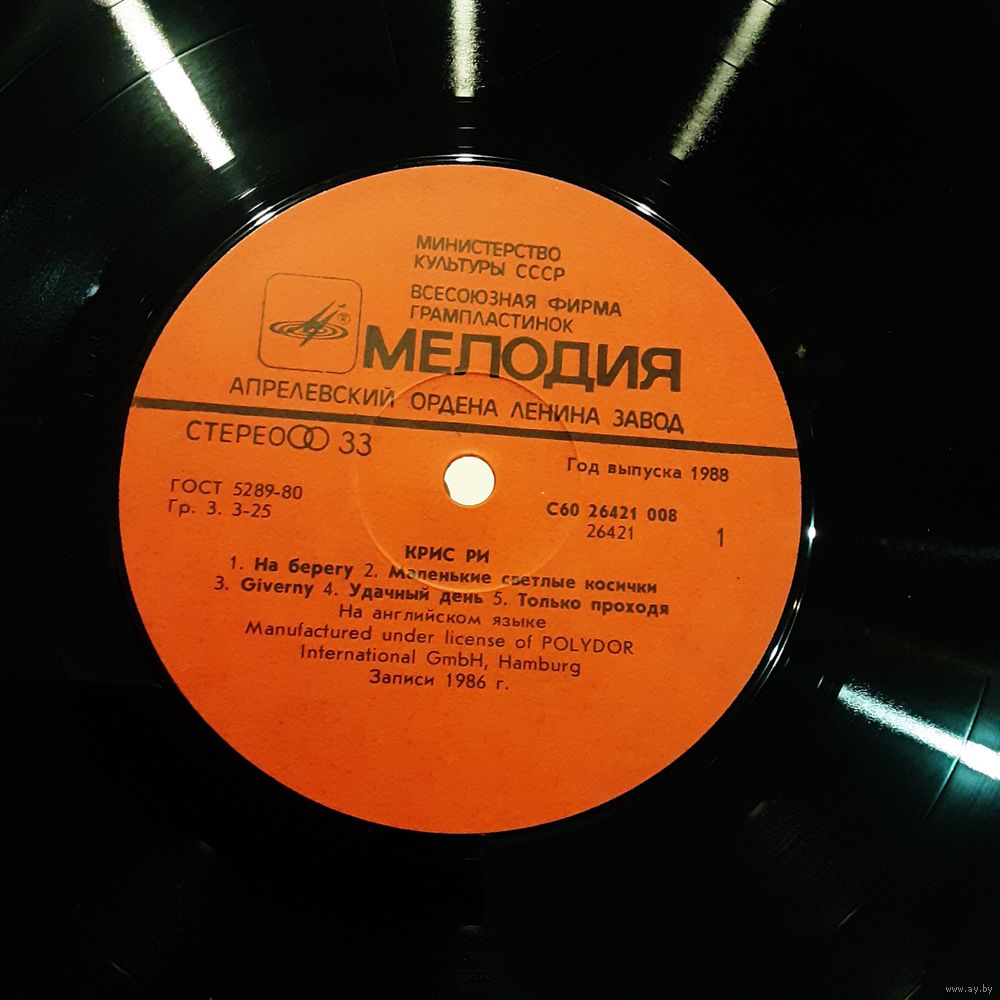 МИНИСТЕРСТВО
КУЛЬТУРЫ СССР
ВСЕСОЮЗНАЯ ФИРМА
ГРАМПЛАСТИНОК
®
МЕЛОДИЯ
АПРЕЛЕВСКИЙ ОРДЕНА ЛЕНИНА ЗАВОД
СТЕРЕО 33
Год выпуска 1988
ГОСТ 5289-80
Гр. 3. 3-25
С60 26421 008
26421
1
КРИС РИ
1. На берегу 2. Маленькие светлые косички
3. Giverny 4. Удачный день 5. Только проходя
На английском языке
Manufactured under license of POLYDOR
International GmbH, Hamburg
Записи 1986 г.
www.ay.by